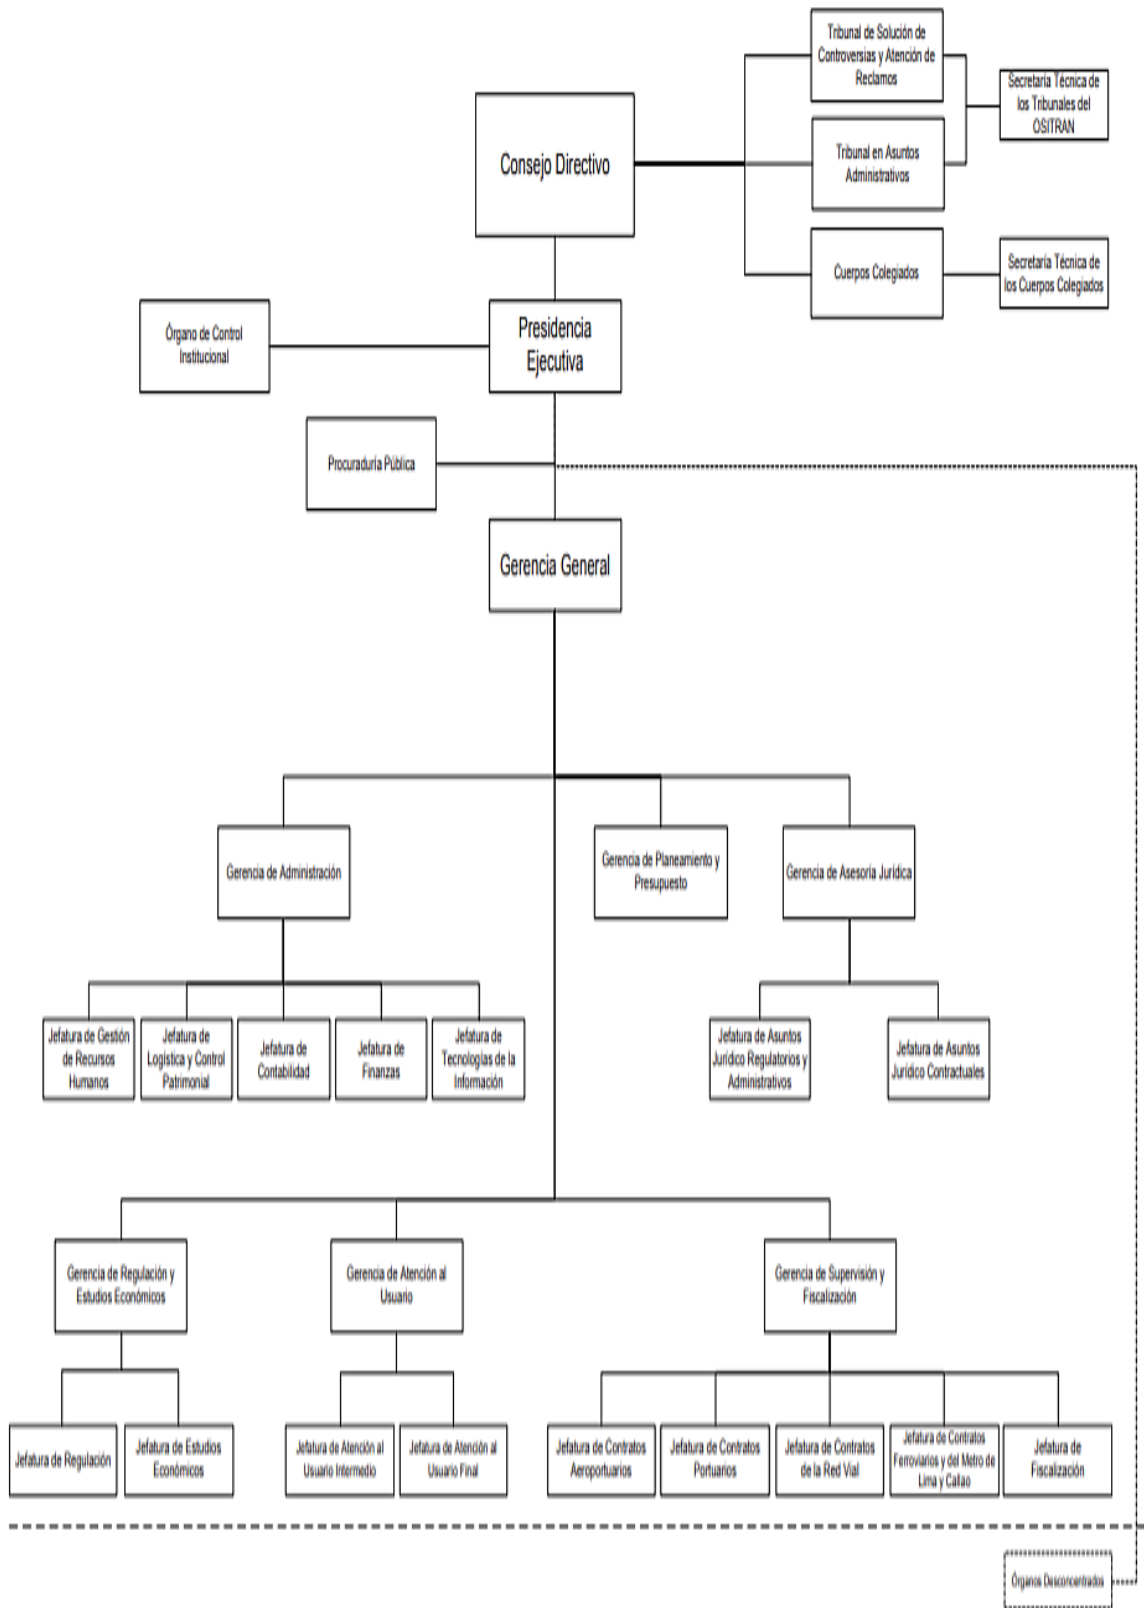 Tribunal de Solución de
Controversias y Atención de
Reclamos
Secretaría Técnica de
los Tribunales del
OSITRAN
Consejo Directivo
Tribunal en Asuntos
Administrativos
Cuerpos Colegiados
Secretaría Técnica de
los Cuerpos Colegiados
Órgano de Control
Institucional
Presidencia
Ejecutiva
Procuraduría Pública
Gerencia General
Gerencia de Administración
Gerencia de Planeamiento y
Presupuesto
Gerencia de Asesoría Jurídica
Jefatura de Gestión
de Recursos
Humanos
Jefatura de
Logística y Control
Patrimonial
Jefatura de
Contabilidad
Jefatura de
Finanzas
Jefatura de
Tecnologías de la
Información
Jefatura de Asuntos
Jurídico Regulatorios y
Administrativos
Jefatura de Asuntos
Jurídico Contractuales
Gerencia de Regulación y
Estudios Económicos
Gerencia de Atención al
Usuario
Gerencia de Supervisión y
Fiscalización
Jefatura de Regulación
Jefatura de Estudios
Económicos
Jefatura de Atención al
Usuario Intermedio
Jefatura de Atención al
Usuario Final
Jefatura de Contratos
Aeroportuarios
Jefatura de Contratos
Portuarios
Jefatura de Contratos
de la Red Vial
Jefatura de Contratos
Ferroviarios y del Metro de
Lima y Callao
Jefatura de
Fiscalización
Órganos Desconcentrados